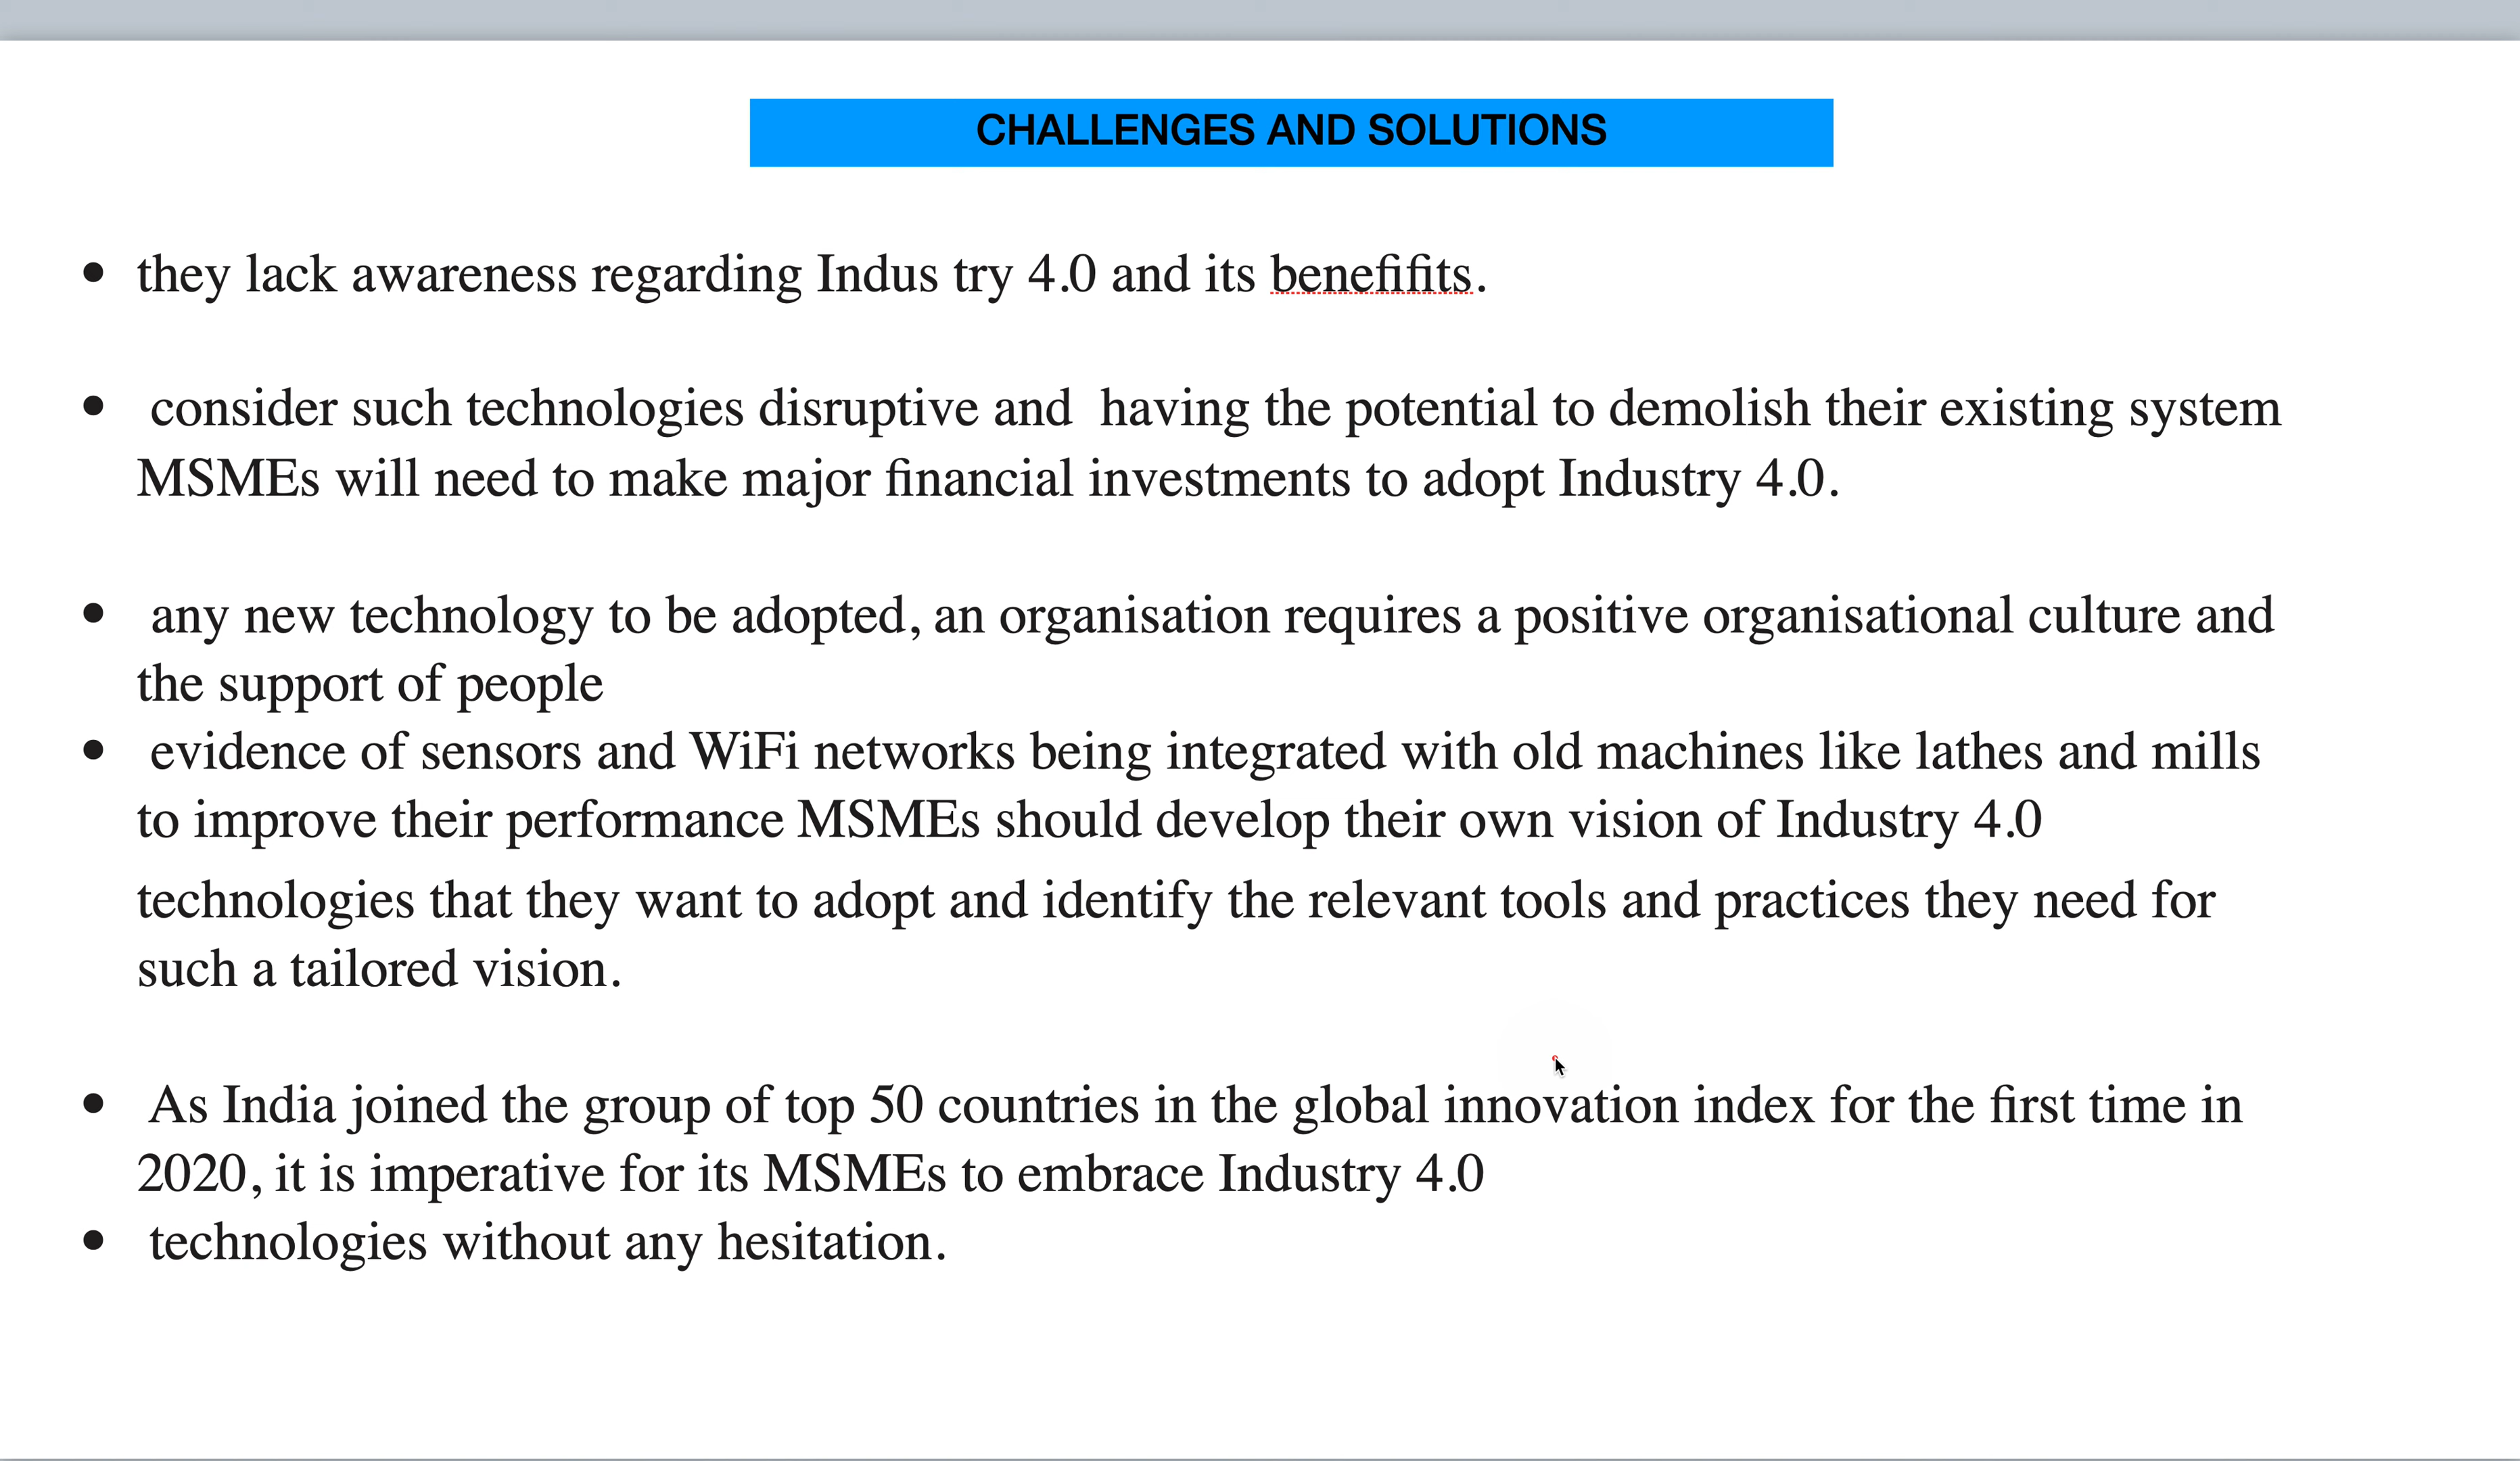 CHALLENGES AND SOLUTIONS
• they lack awareness regarding Indus try 4.0 and its benefifits.
• consider such technologies disruptive and  having the potential to demolish their existing system
MSMEs will need to make major financial investments to adopt Industry 4.0.
• any new technology to be adopted, an organisation requires a positive organisational culture and
the support of people
• evidence of sensors and WiFi networks being integrated with old machines like lathes and mills
to improve their performance MSMEs should develop their own vision of Industry 4.0
technologies that they want to adopt and identify the relevant tools and practices they need for
such a tailored vision.
• As India joined the group of top 50 countries in the global innovation index for the first time in
2020, it is imperative for its MSMEs to embrace Industry 4.0
• technologies without any hesitation.